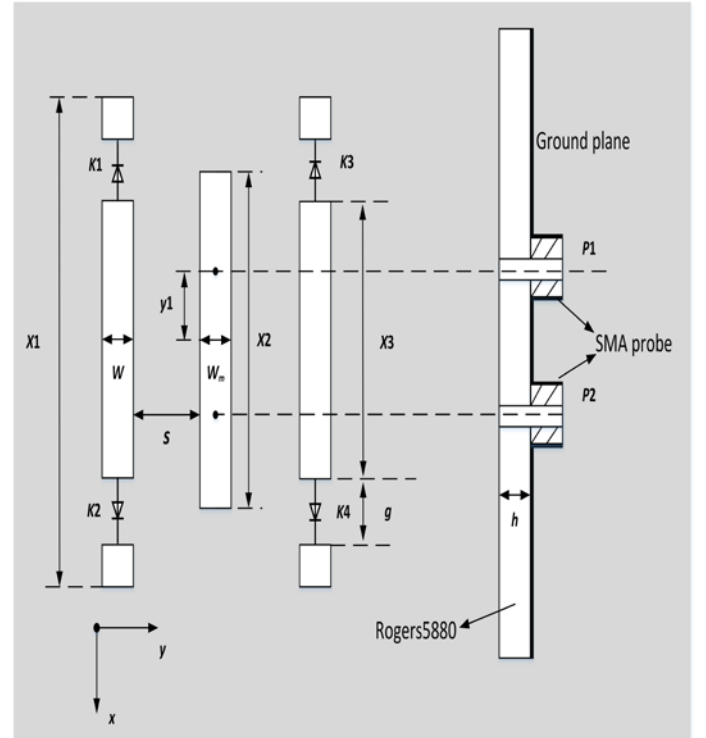 K1
K3
Ground plane
P1
y1
X1
X2
X3
W
Wm
SMA probe
P2
S
K2
K4
g
h
Rogers5880
y
x